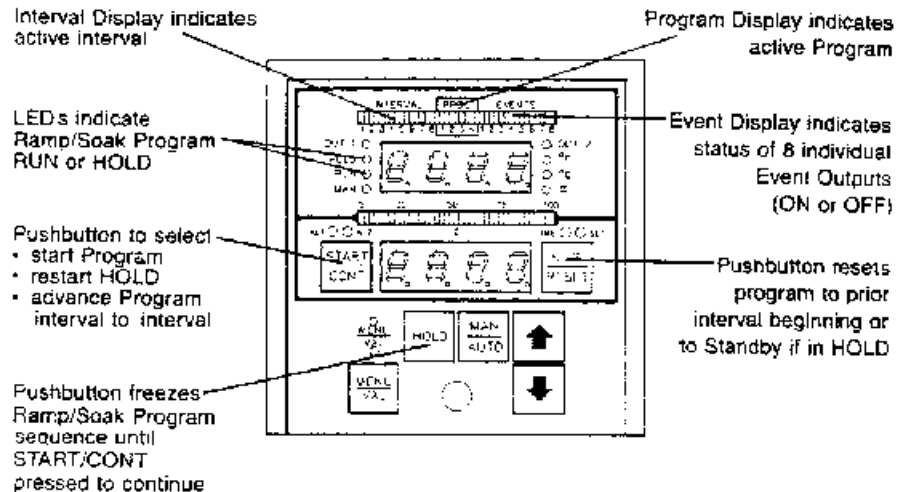 Interval Display indicates
active interval
Program Display indicates
active Program
LEDs indicate
Ramp/Soak Program
RUN or HOLD
Event Display indicates
status of 8 individual
Event Outputs
(ON or OFF)
Pushbutton to select
• start Program
• restart HOLD
• advance Program
interval to interval
Pushbutton resets
program to prior
interval beginning or
to Standby if in HOLD
Pushbutton freezes
Ramp/Soak Program
sequence until
START/CONT
pressed to continue
INTERVAL PROG EVENTS
MAN
START
CONT
RESET
MENU
VAL
HOLD
MAN
AUTO
MENU
VAL